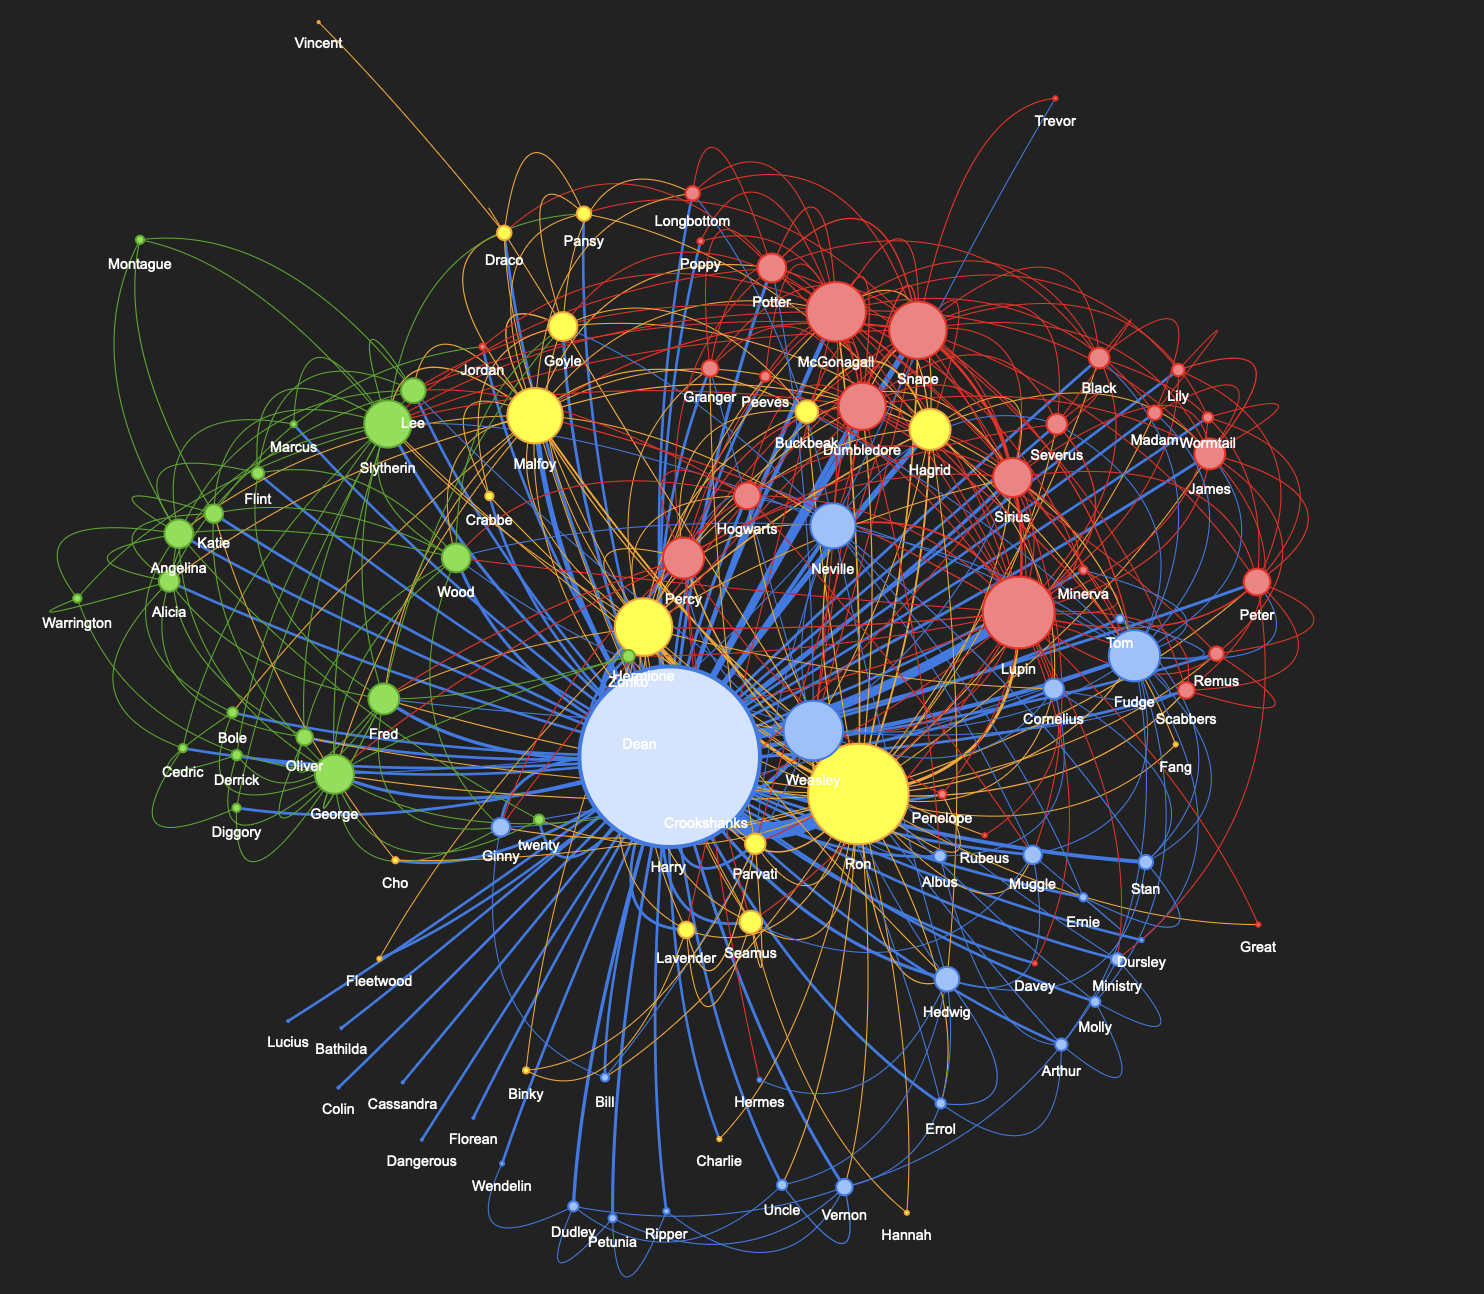 Vincent
Trevor
Longbottom
Pansy
Draco
Montague
Poppy
Potter
Goyle
McGonagall
Jordan
Snape
Black
Granger
Lily
Peeves
Lee
Madam
Buckbeak
Wormtail
Marcus
Dumbledore
Severus
Malfoy
Slytherin
Hagrid
James
Flint
Sirius
Crabbe
Hogwarts
Katie
Angelina
Neville
Wood
Minerva
Percy
Alicia
Peter
Warrington
Tom
Lupin
Hermione
Zonko
Remus
Fudge
Cornelius
Scabbers
Fred
Bole
Dean
Oliver
Fang
Cedric
Derrick
Weasley
George
Penelope
Crookshanks
Diggory
twenty
Ginny
Rubeus
Ron
Harry
Parvati
Albus
Muggle
Cho
Stan
Ernie
Great
Seamus
Lavender
Dursley
Fleetwood
Davey
Ministry
Hedwig
Molly
Lucius
Bathilda
Arthur
Binky
Bill
Hermes
Cassandra
Colin
Errol
Florean
Dangerous
Charlie
Wendelin
Uncle
Vernon
Dudley
Ripper
Hannah
Petunia